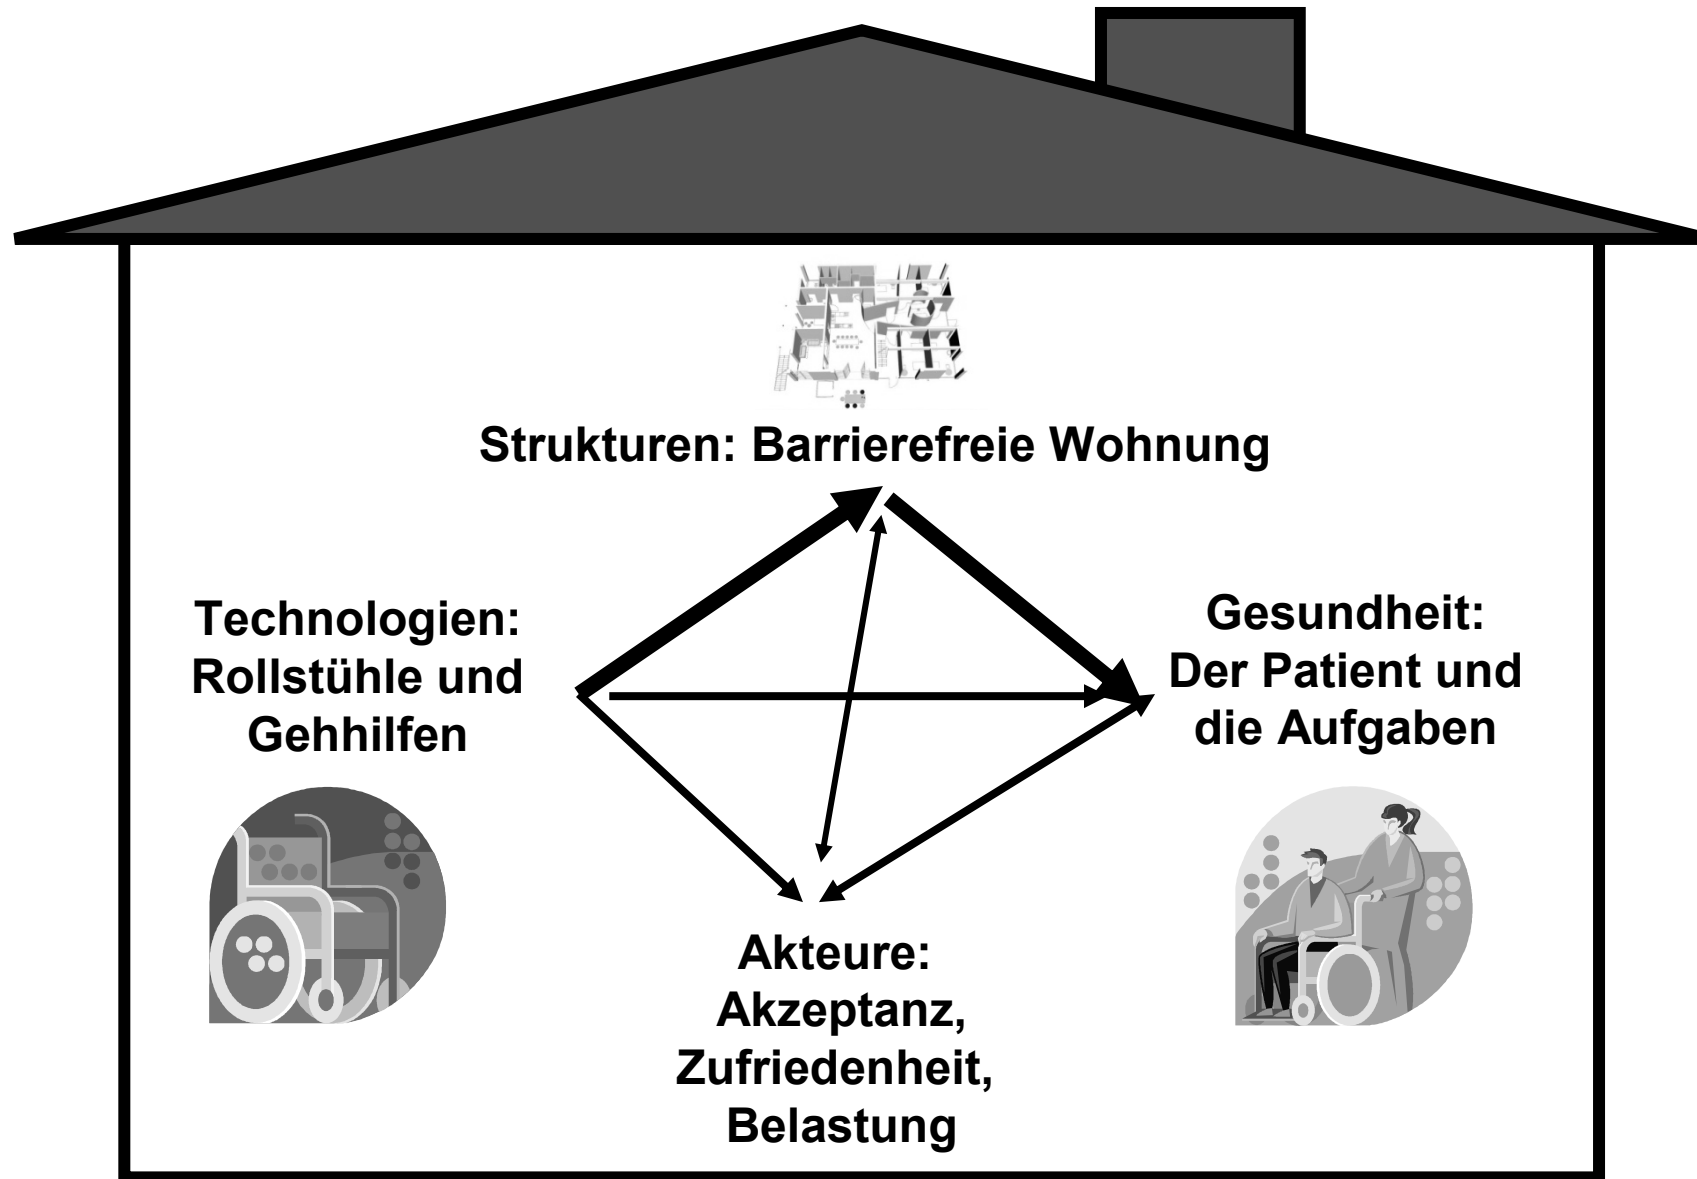 Strukturen: Barrierefreie Wohnung
Technologien:
Rollstühle und
Gehhilfen
Gesundheit:
Der Patient und
die Aufgaben
Akteure:
Akzeptanz,
Zufriedenheit,
Belastung